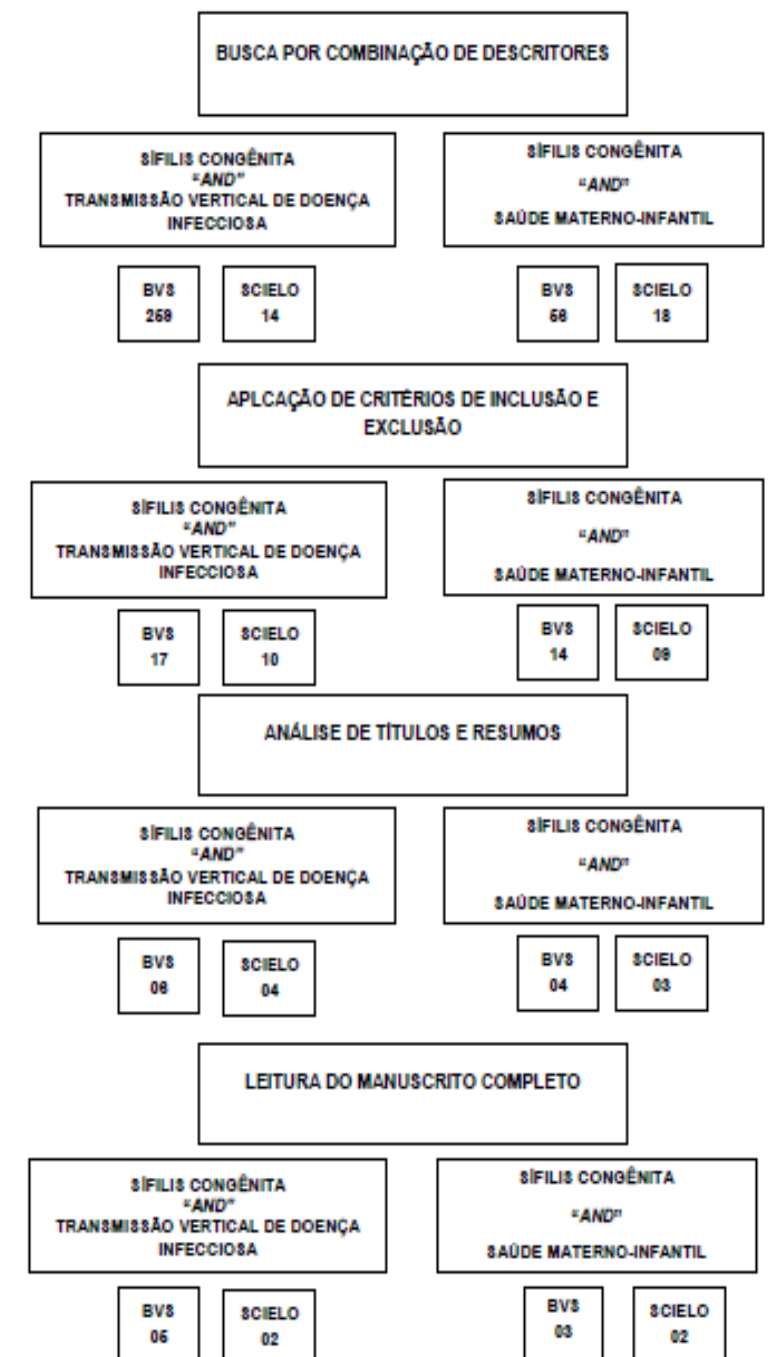 BUSCA POR COMBINAÇÃO DE DESCRITORES
SÍFILIS CONGÊNITA
“AND”
TRANSMISSÃO VERTICAL DE DOENÇA
INFECCIOSA
SÍFILIS CONGÊNITA
“AND”
SAÚDE MATERNO-INFANTIL
BVS
259
SCIELO
14
BVS
SCIELO
18
APLCAÇÃO DE CRITÉRIOS DE INCLUSÃO E
EXCLUSÃO
SÍFILIS CONGÊNITA
“AND”
TRANSMISSÃO VERTICAL DE DOENÇA
INFECCIOSA
SÍFILIS CONGÊNITA
“AND”
SAÚDE MATERNO-INFANTIL
BVS
17
SCIELO
10
BVS
14
SCIELO
09
ANÁLISE DE TÍTULOS E RESUMOS
SÍFILIS CONGÊNITA
“AND”
TRANSMISSÃO VERTICAL DE DOENÇA
INFECCIOSA
SÍFILIS CONGÊNITA
“AND”
SAÚDE MATERNO-INFANTIL
BVS
06
SCIELO
04
BVS
04
SCIELO
03
LEITURA DO MANUSCRITO COMPLETO
SÍFILIS CONGÊNITA
“AND”
TRANSMISSÃO VERTICAL DE DOENÇA
INFECCIOSA
SÍFILIS CONGÊNITA
“AND”
SAÚDE MATERNO-INFANTIL
BVS
05
SCIELO
02
BVS
03
SCIELO
02